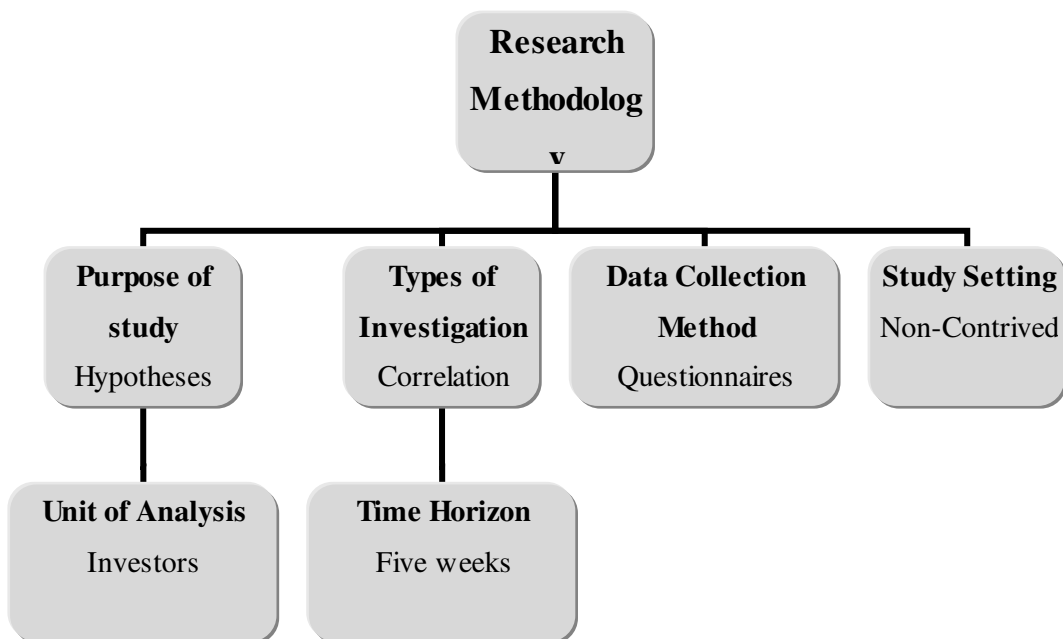 Research
Methodolog
y
Purpose of
study
Hypotheses
Types of
Investigation
Correlation
Data Collection
Method
Questionnaires
Study Setting
Non-Contrived
Unit of Analysis
Investors
Time Horizon
Five weeks